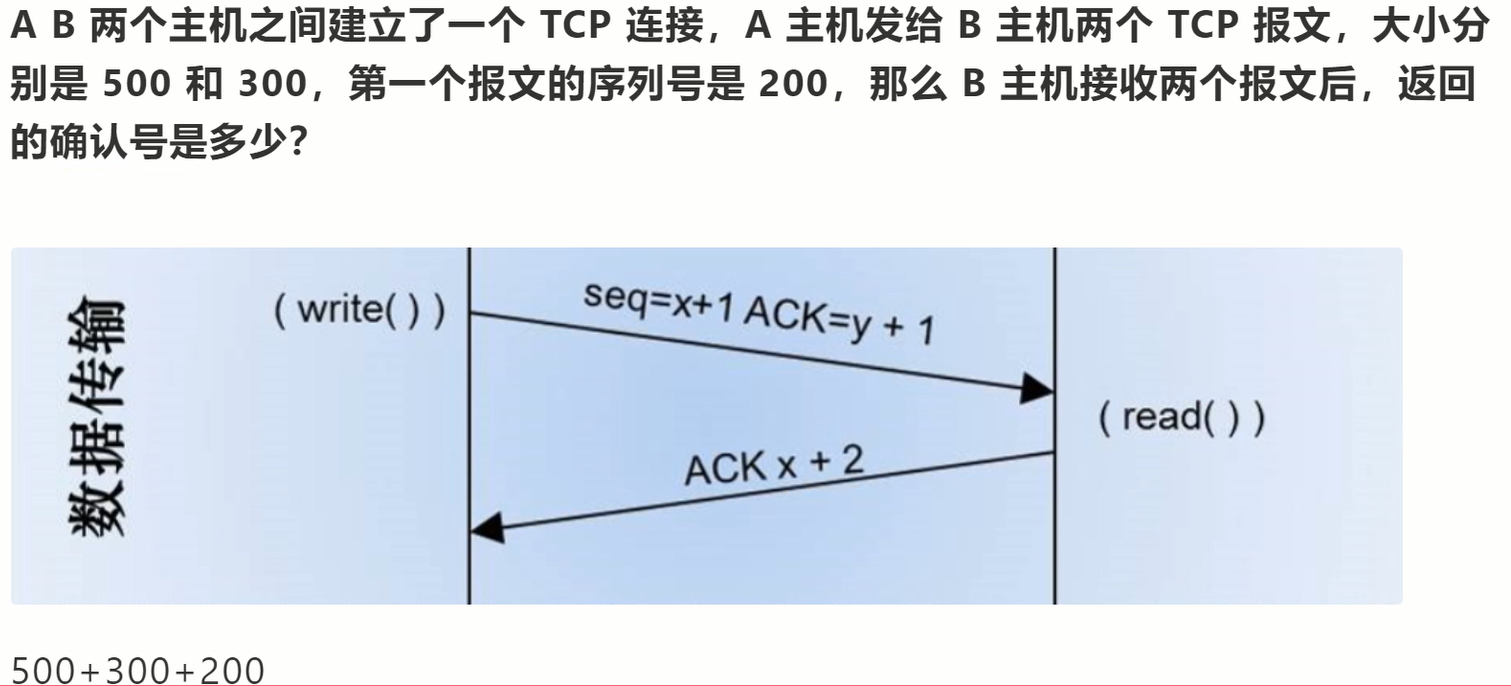 A B 两个主机之间建立了一个 TCP 连接，A 主机发给 B 主机两个 TCP 报文，大小分
别是 500 和 300，第一个报文的序列号是 200，那么 B 主机接收两个报文后，返回
的确认号是多少？
数据传输
( write( ) )
seq=x+1 ACK=y + 1
( read( ) )
ACK x + 2
500+300+200